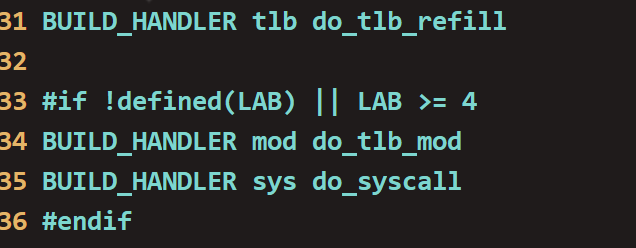 31 BUILD_HANDLER tlb do_tlb_refill
32
33 #if !defined(LAB) || LAB >= 4
34 BUILD_HANDLER mod do_tlb_mod
35 BUILD_HANDLER sys do_syscall
36 #endif